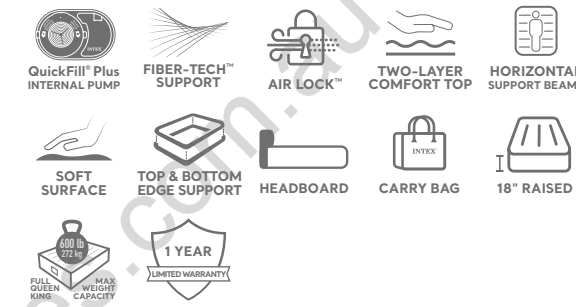 INTEX
QuickFill® Plus
INTERNAL PUMP
FIBER-TECH™
SUPPORT
AIR LOCK™
TWO-LAYER
COMFORT TOP
HORIZONTAL
SUPPORT BEAM
SOFT
SURFACE
TOP & BOTTOM
EDGE SUPPORT
HEADBOARD
INTEX
CARRY BAG
18" RAISED
600 lb
272 kg
FULL
QUEEN
KING
MAX
WEIGHT
CAPACITY
1 YEAR
LIMITED WARRANTY
s.com.au